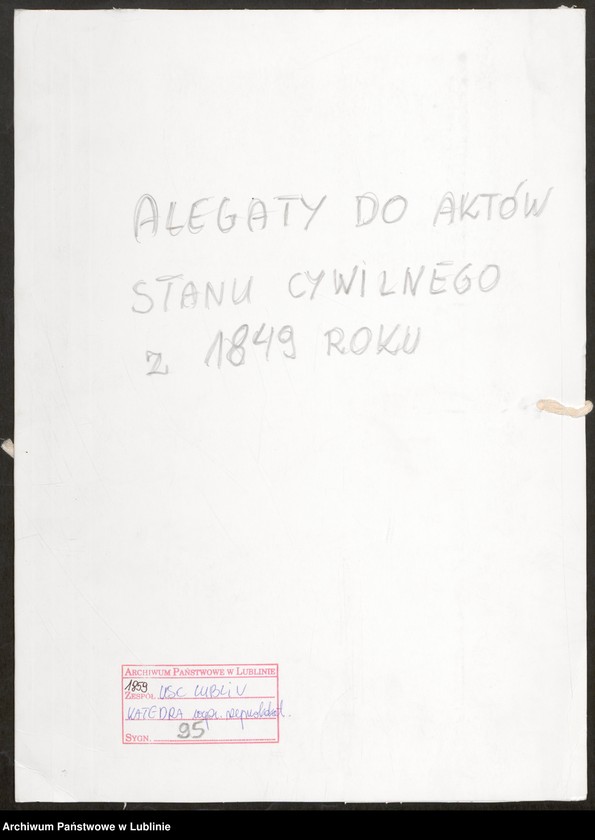 ALEGATY DO AKTÓW
STANU CYWILNEGO
Z 1849 ROKU
ARCHIWUM PAŃSTWOWE W LUBLINIE
1859
ZESPÓŁ USC LUBLIN
KATEDRA
SYGN. 95
Archiwum Państwowe w Lublinie